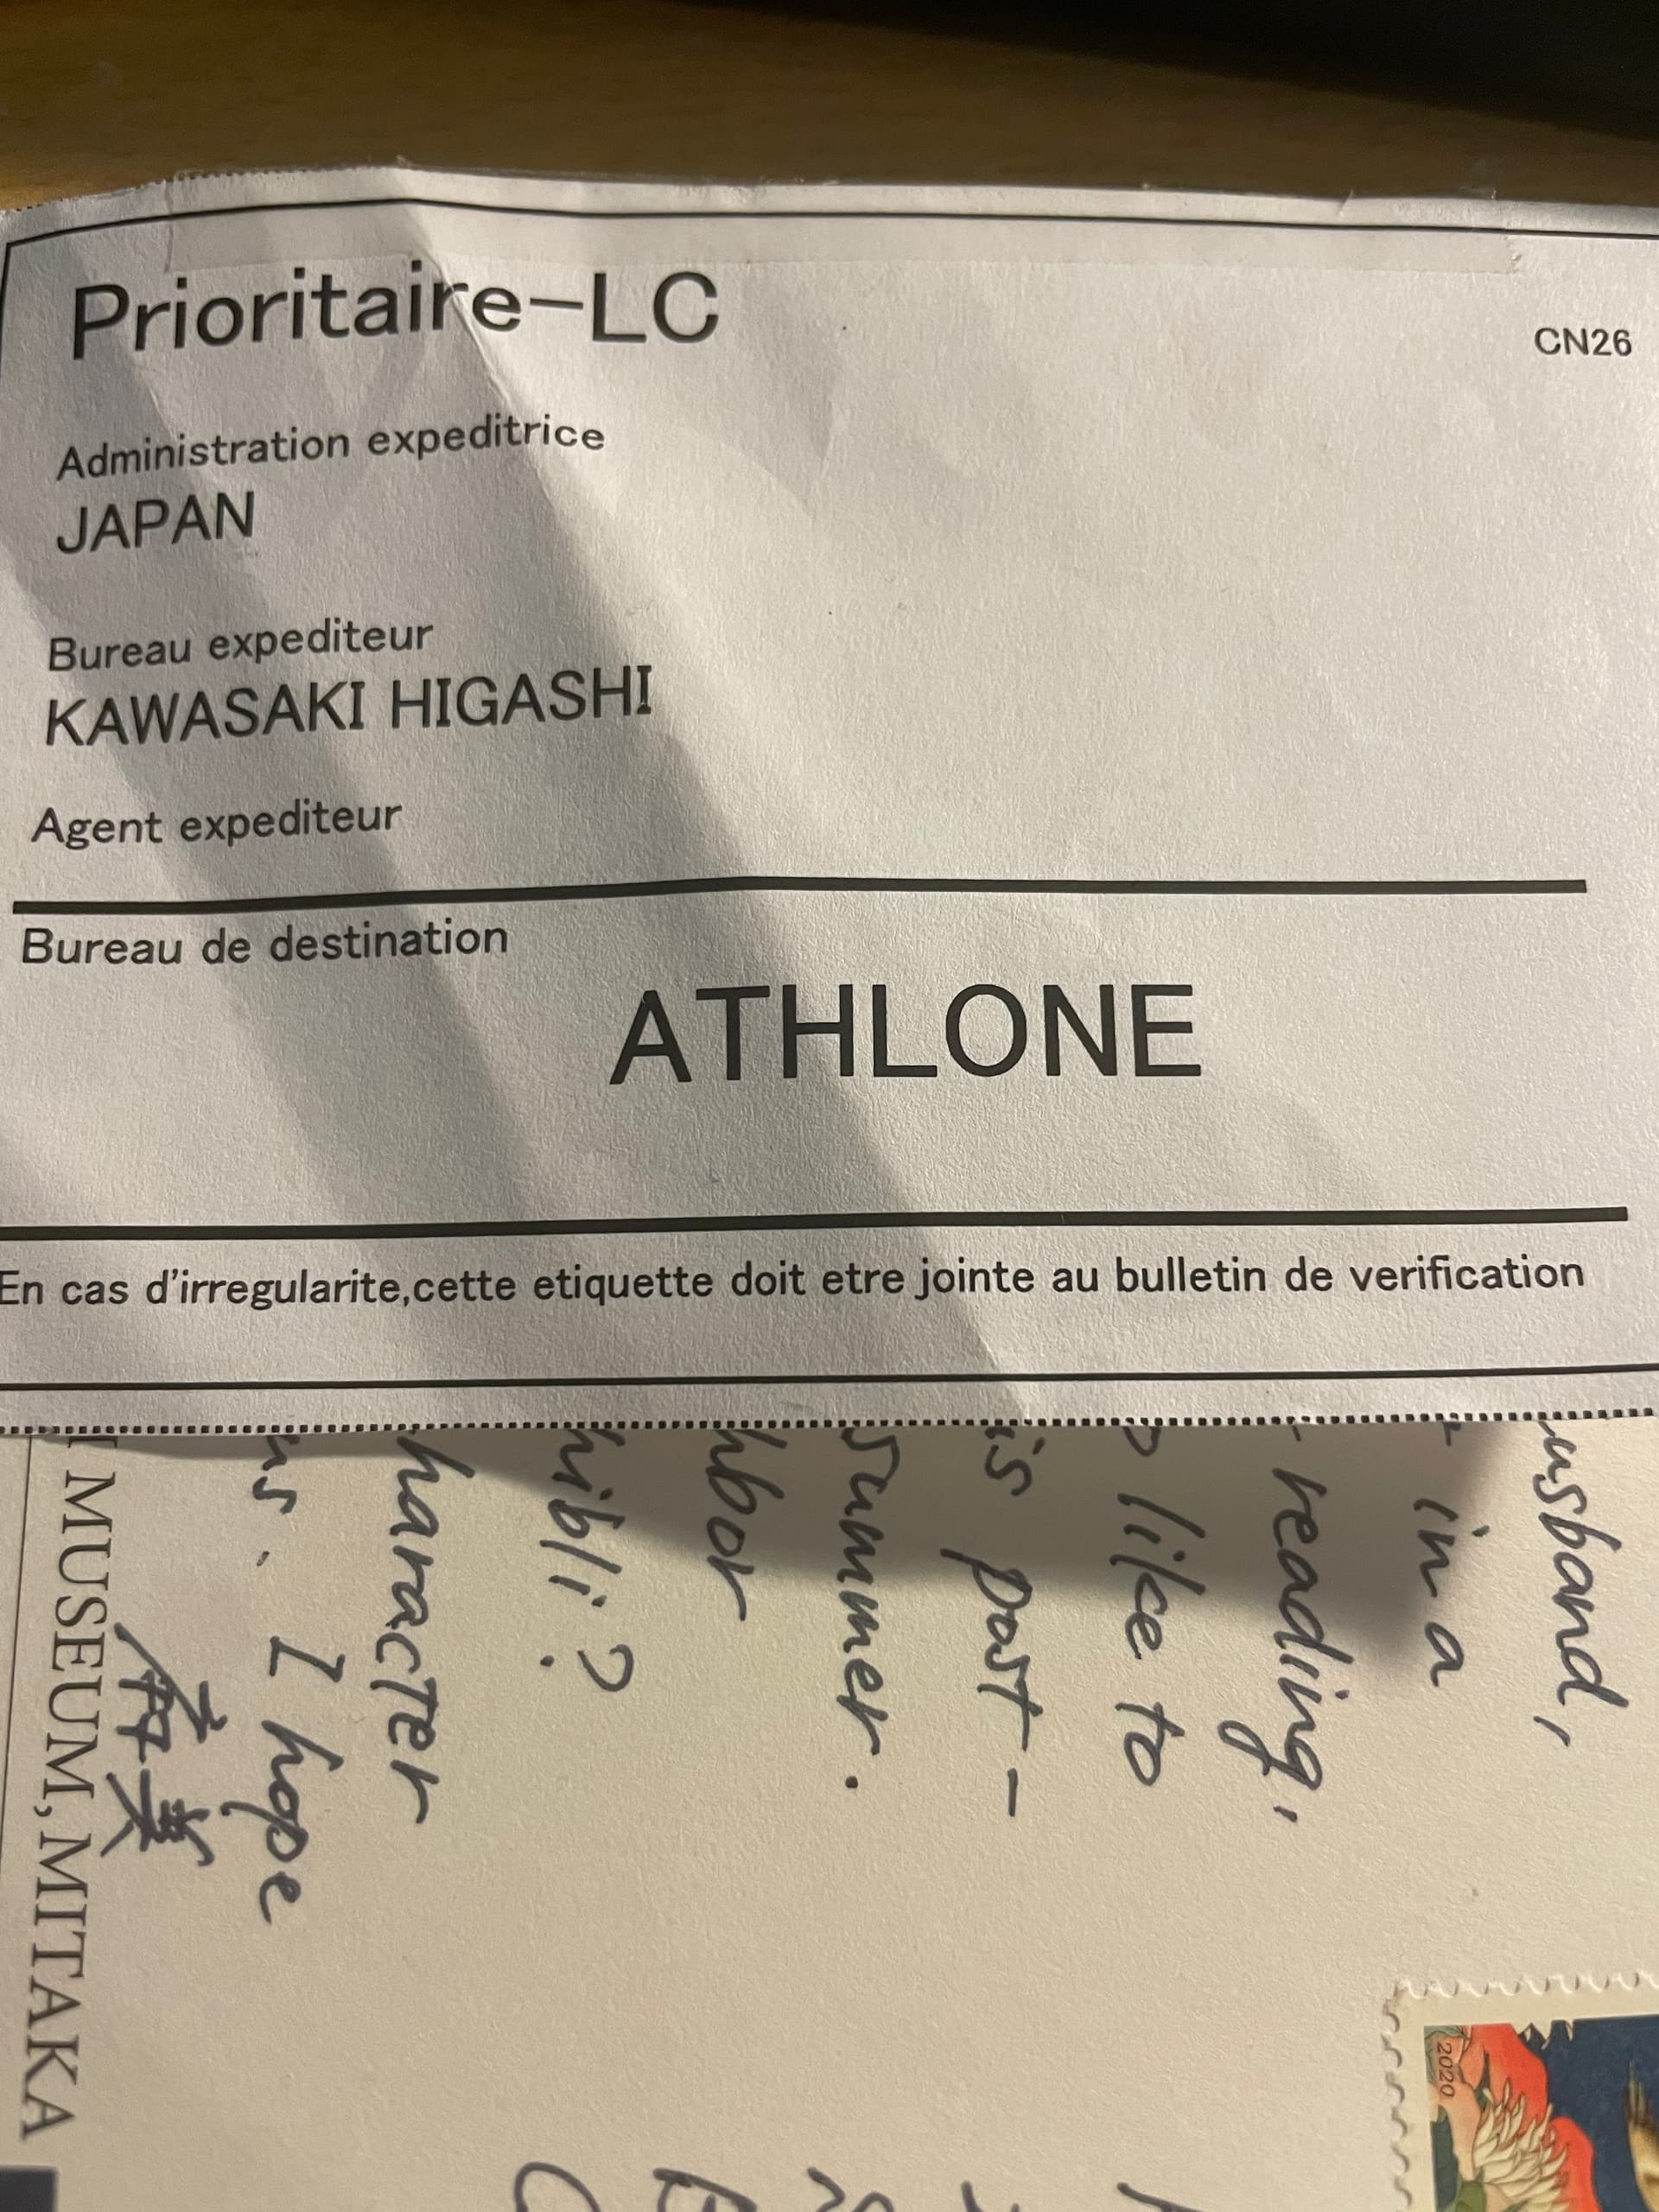 Prioritaire-LC
CN26
Administration expeditrice
JAPAN
Bureau expediteur
KAWASAKI HIGASHI
Agent expediteur
Bureau de destination
ATHLONE
En cas d'irregularite,cette etiquette doit etre jointe au bulletin de verification
usband,
in a
reading,
like to
is post-
summer.
hbor
hibli?
haracter
ns. I hope
MUSEUM, MITAKA
2020